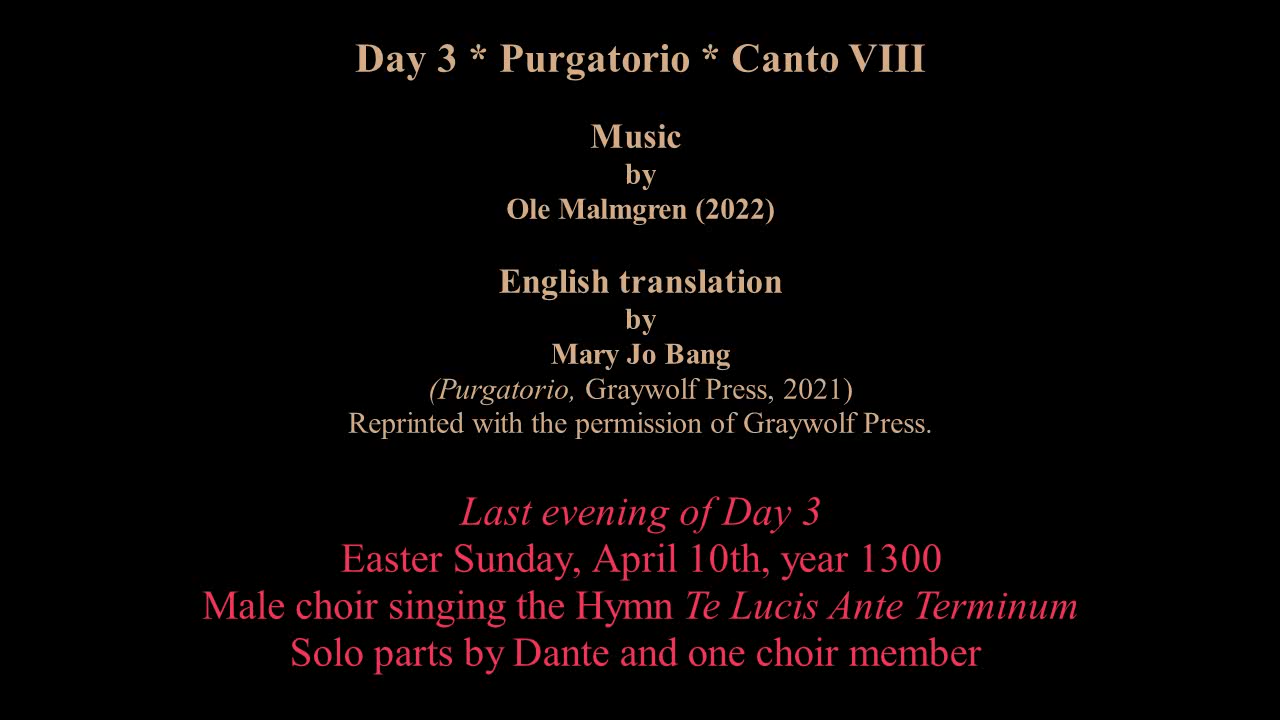 Day 3 * Purgatorio * Canto VIII
Music
by
Ole Malmgren (2022)
English translation
by
Mary Jo Bang
(Purgatorio, Graywolf Press, 2021)
Reprinted with the permission of Graywolf Press.
Last evening of Day 3
Easter Sunday, April 10th, year 1300
Male choir singing the Hymn Te Lucis Ante Terminum
Solo parts by Dante and one choir member